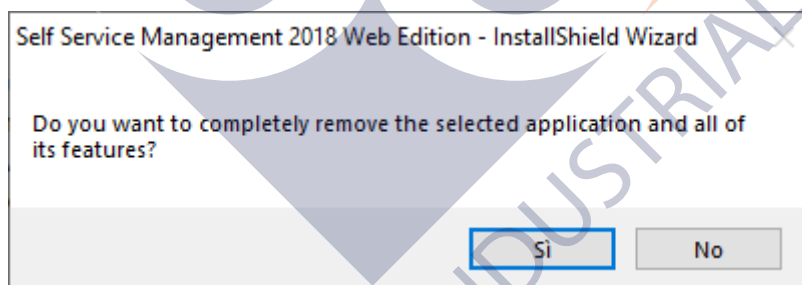 Self Service Management 2018 Web Edition - InstallShield Wizard
Do you want to completely remove the selected application and all of
its features?
Sì
No
INDUSTRIAL